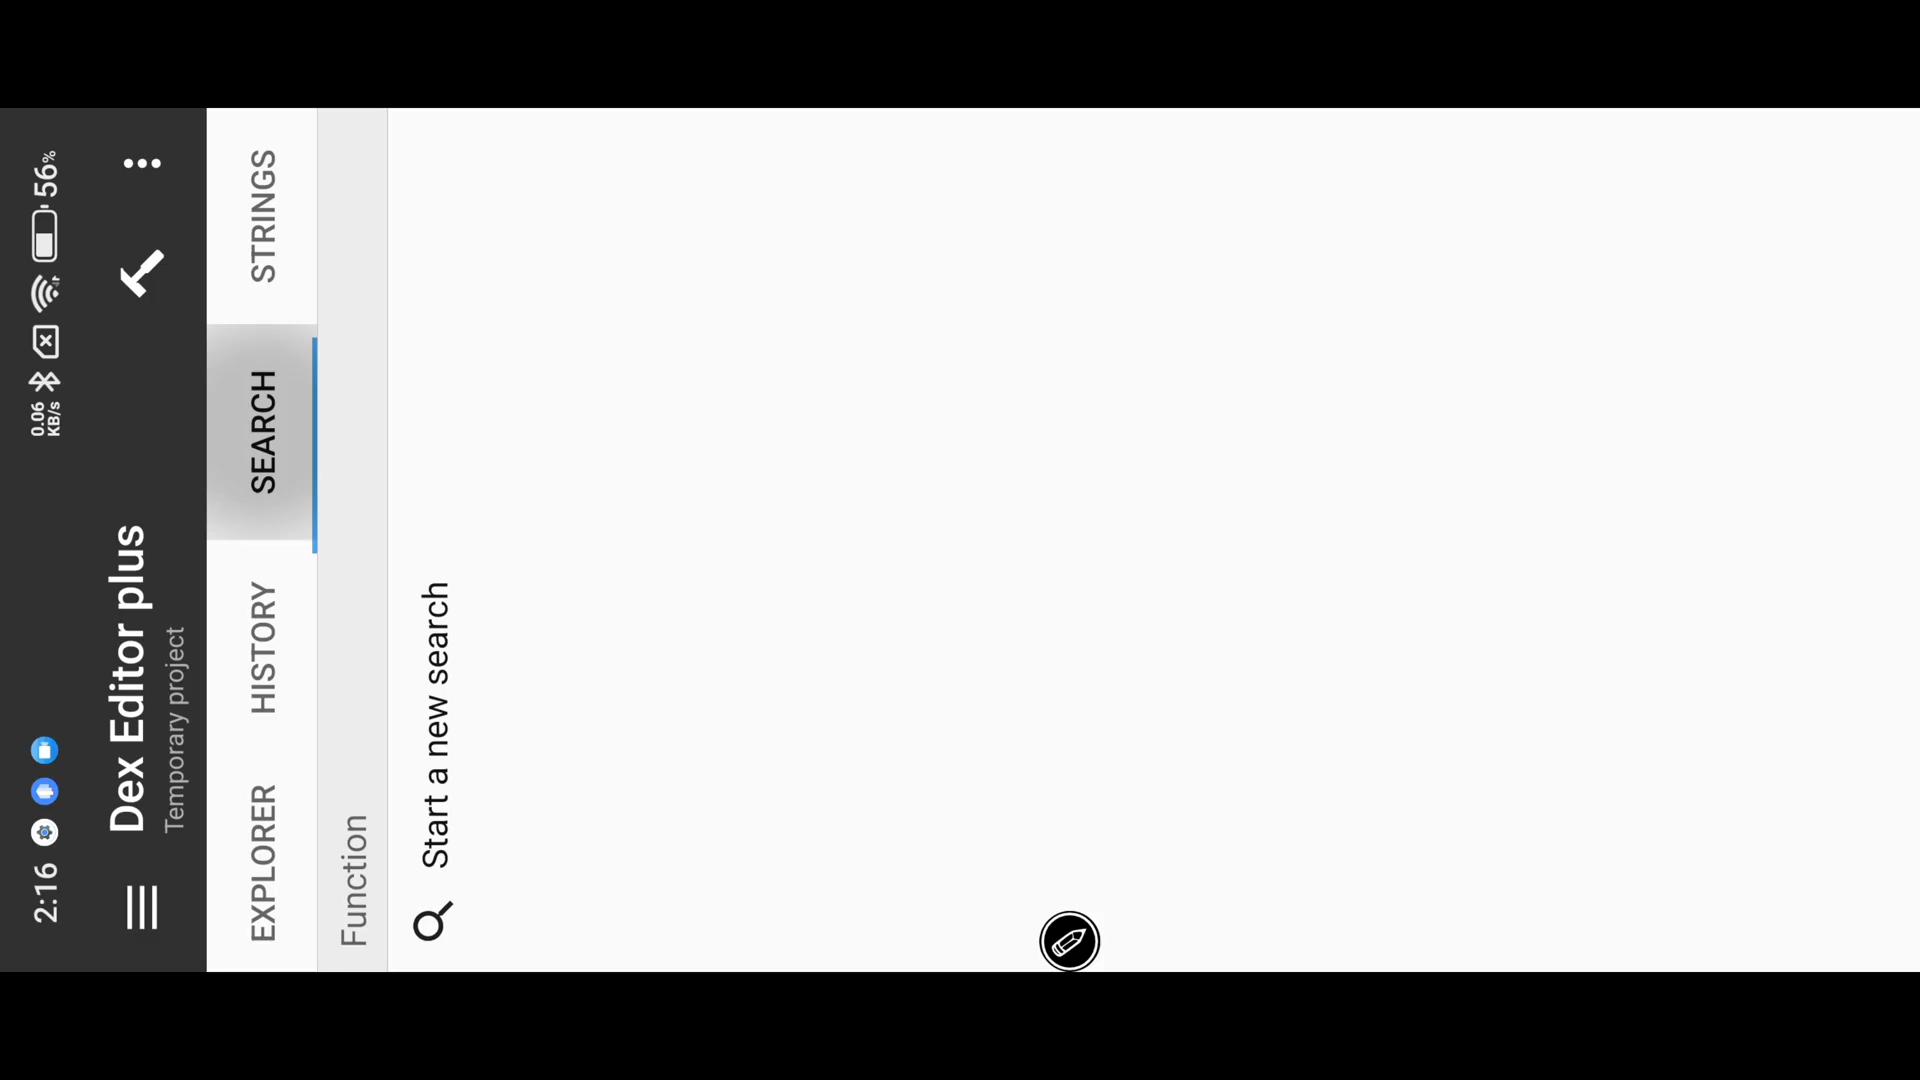 2:16
0.06
KB/s
56%
Dex Editor plus
Temporary project
EXPLORER HISTORY SEARCH STRINGS
Function
Start a new search